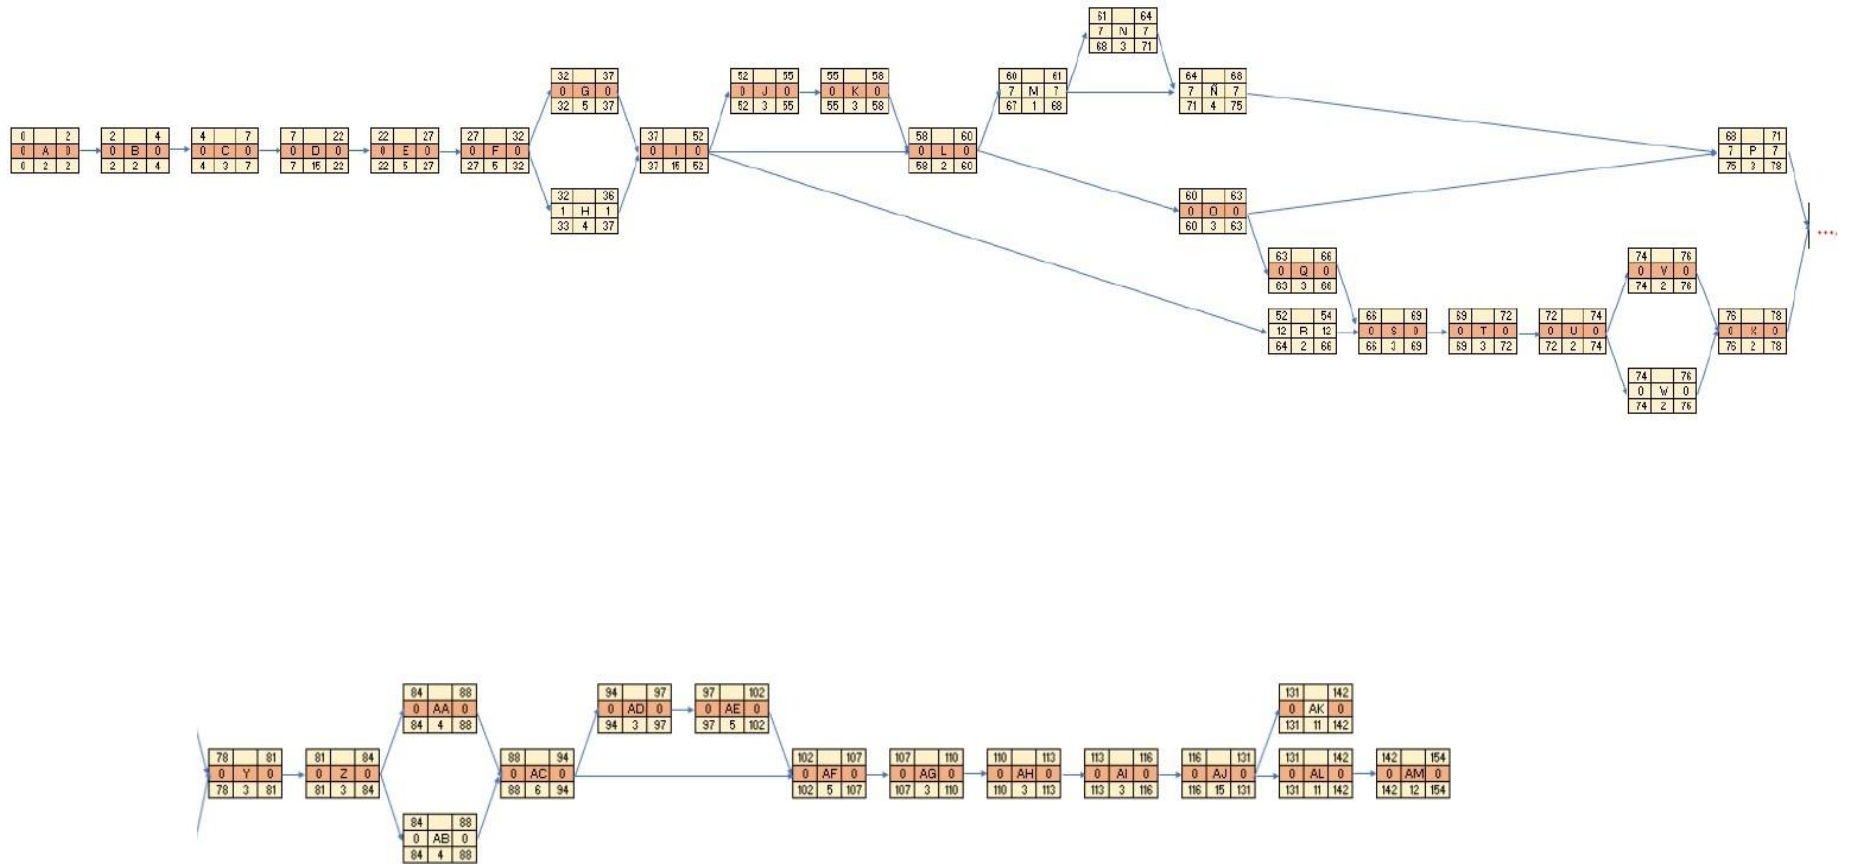 61 64
7 N 7
68 3 71
32 37
0 G 0
32 5 37
52 55
0 J 0
52 3 55
55 58
0 K 0
55 3 58
60 61
7 M 7
67 1 68
64 68
7 Ñ 7
71 4 75
0 2
0 A 0
0 2 2
2 4
0 B 0
2 2 4
4 7
0 C 0
4 3 7
7 22
0 D 0
7 15 22
22 27
0 E 0
22 5 27
27 32
0 F 0
27 5 32
37 52
0 I 0
37 15 52
58 60
0 L 0
58 2 60
68 71
7 P 7
75 3 78
32 36
1 H 1
33 4 37
60 63
0 O 0
60 3 63
....
63 66
0 Q 0
63 3 66
74 76
0 V 0
74 2 76
52 54
12 R 12
64 2 66
66 69
0 S 0
66 3 69
69 72
0 T 0
69 3 72
72 74
0 U 0
72 2 74
76 78
0 X 0
76 2 78
74 76
0 W 0
74 2 76
84 88
0 AA 0
84 4 88
94 97
0 AD 0
94 3 97
97 102
0 AE 0
97 5 102
131 142
0 AK 0
131 11 142
78 81
0 Y 0
78 3 81
81 84
0 Z 0
81 3 84
88 94
0 AC 0
88 6 94
102 107
0 AF 0
102 5 107
107 110
0 AG 0
107 3 110
110 113
0 AH 0
110 3 113
113 116
0 AI 0
113 3 116
116 131
0 AJ 0
116 15 131
131 142
0 AL 0
131 11 142
142 154
0 AM 0
142 12 154
84 88
0 AB 0
84 4 88